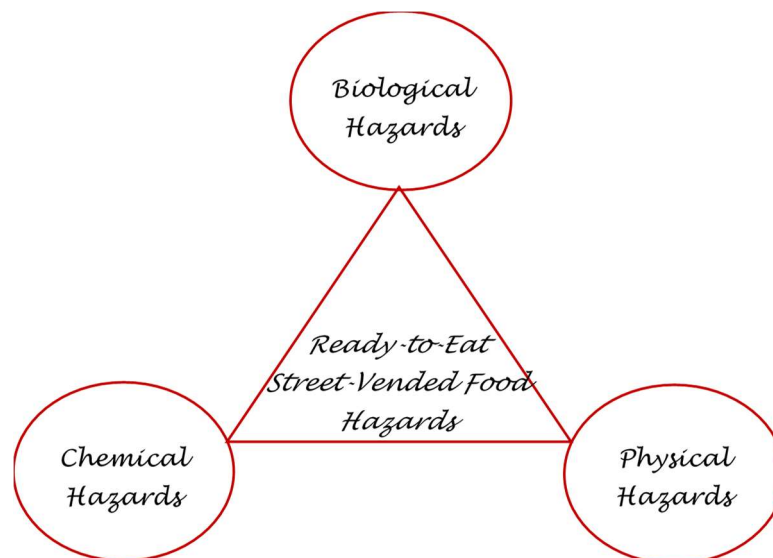 Biological
Hazards
Ready-to-Eat
Street-Vended Food
Hazards
Chemical
Hazards
Physical
Hazards